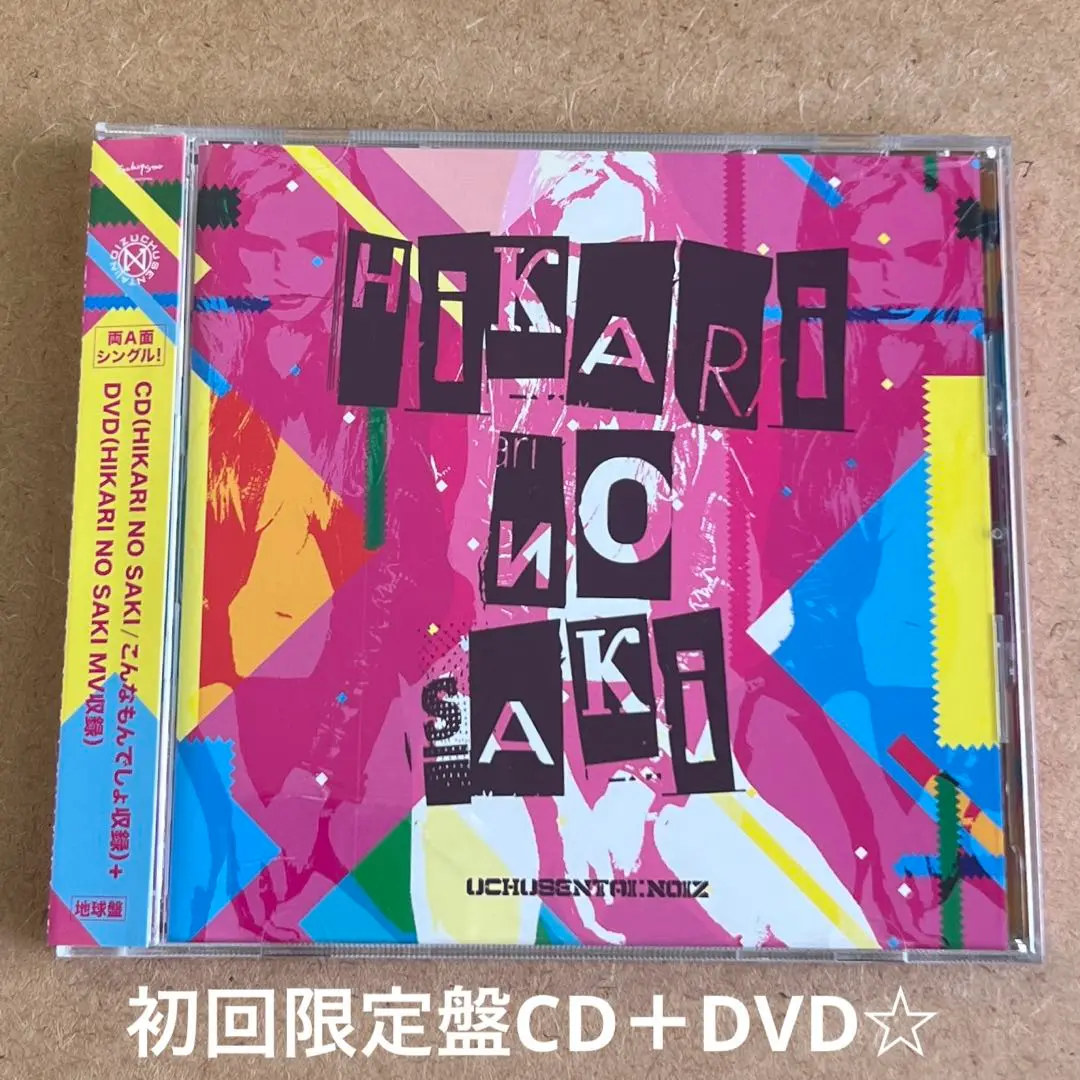 UCHUSENTAI:NOIZ
両A面
シングル!
CD(HIKARI NO SAKI / こんなもんでしょ収録)+
DVD(HIKARI NO SAKI MV収録)
地球盤
HiKARi
ari
NO
SAKi
UCHUSENTAI:NOIZ
初回限定盤CD+DVD☆